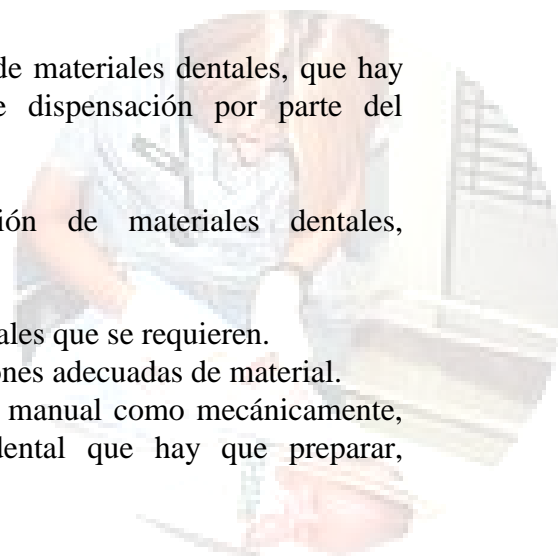 de materiales dentales, que hay
e dispensación por parte del
ión de materiales dentales,
ales que se requieren.
ones adecuadas de material.
manual como mecánicamente,
dental que hay que preparar,